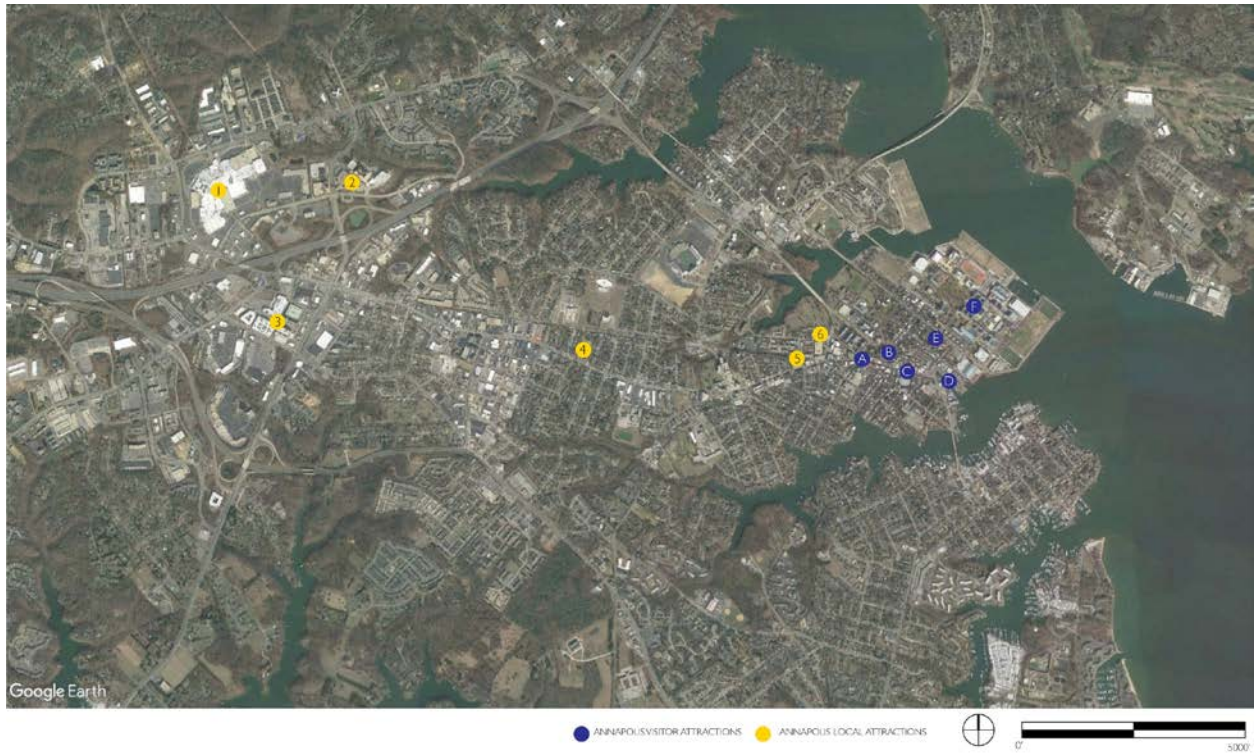 1
2
3
4
5
6
A
B
C
D
E
F
Google Earth
ANNAPOLIS VISITOR ATTRACTIONS
ANNAPOLIS LOCAL ATTRACTIONS
0'
5000'